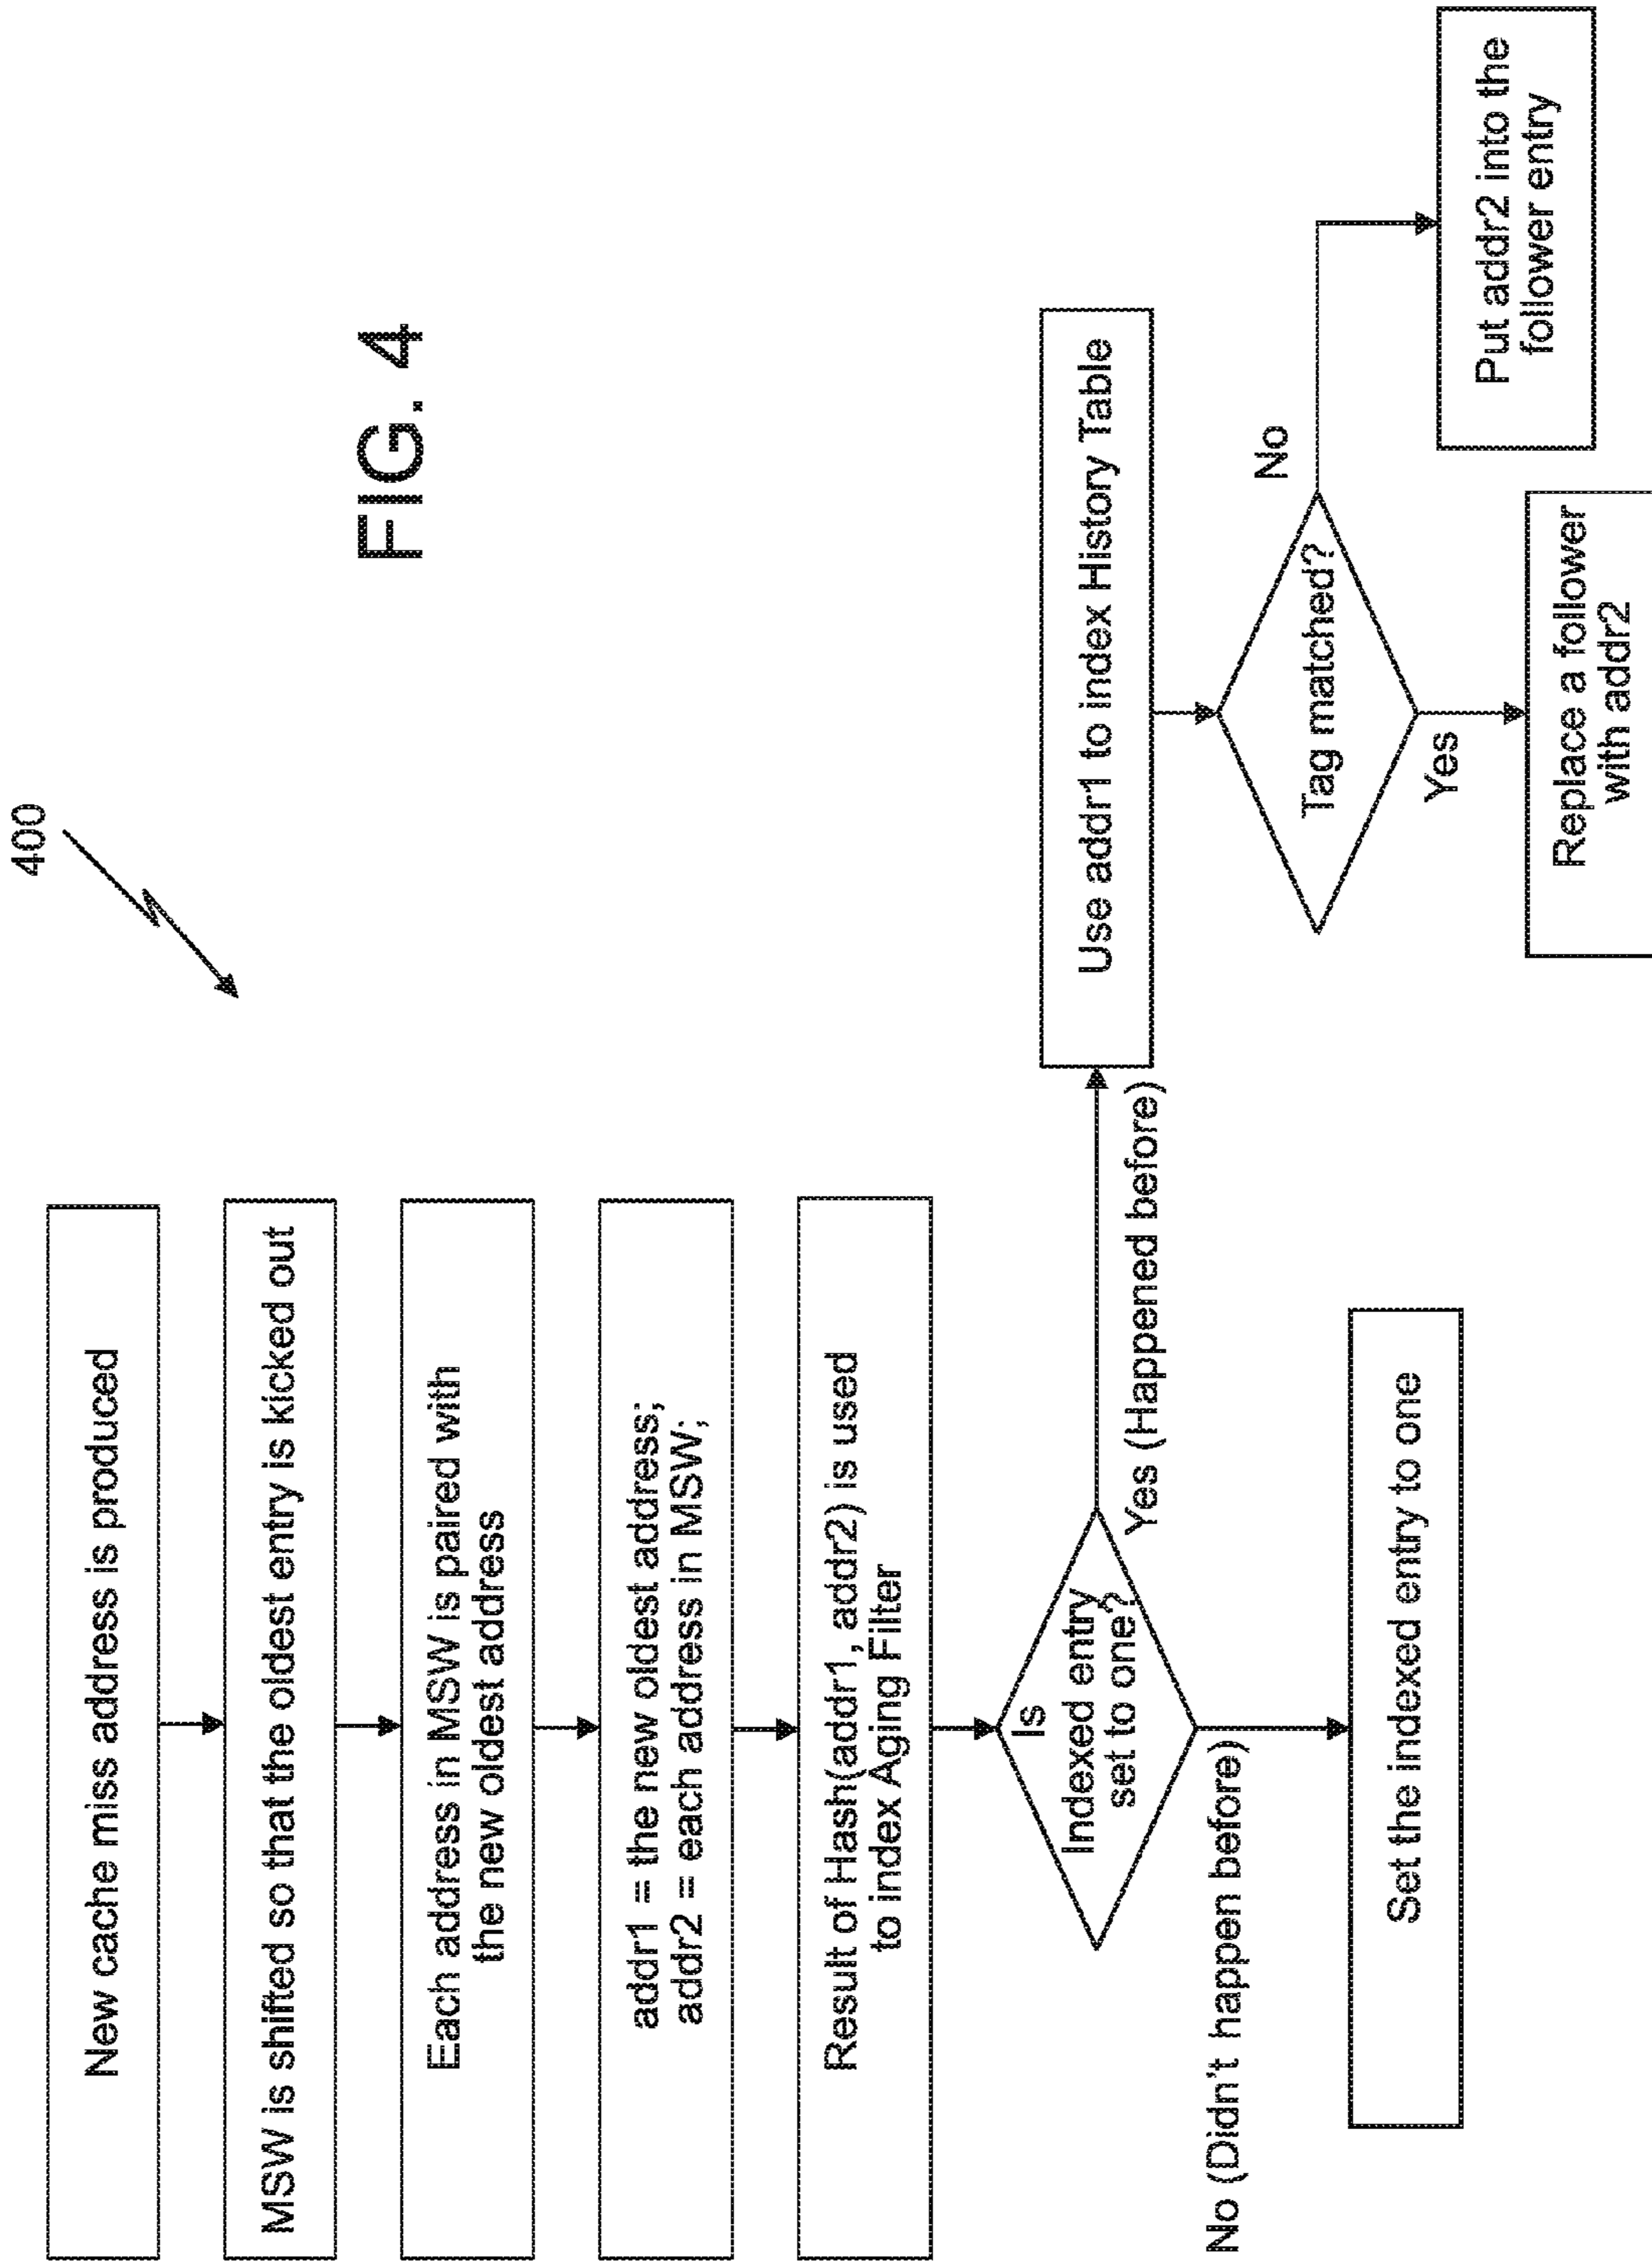 400
FIG. 4
New cache miss address is produced
MSW is shifted so that the oldest entry is kicked out
Each address in MSW is paired with
the new oldest address
addr1 = the new oldest address;
addr2 = each address in MSW;
Result of Hash(addr1, addr2) is used
to index Aging Filter
Is
Indexed entry
set to one?
Yes (Happened before)
No (Didn't happen before)
Set the indexed entry to one
Use addr1 to index History Table
Tag matched?
No
Yes
Put addr2 into the
follower entry
Replace a follower
with addr2